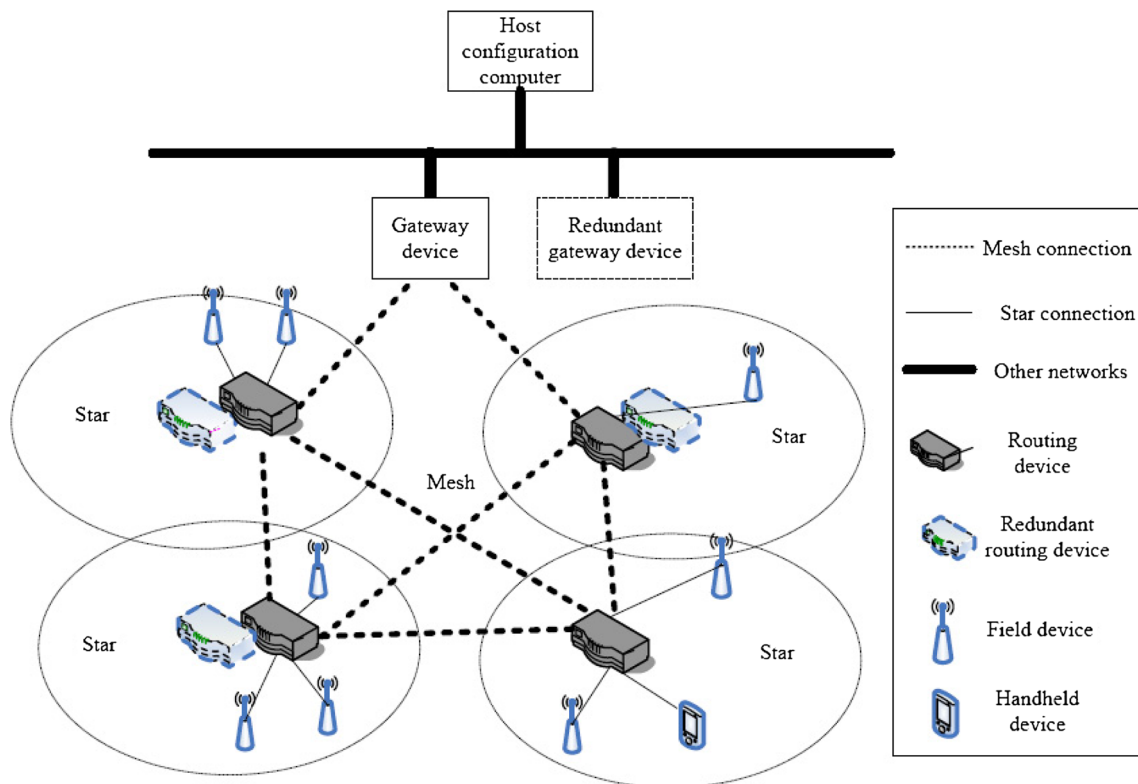 Host
configuration
computer
Gateway
device
Redundant
gateway device
Mesh connection
Star connection
Other networks
Routing
device
Redundant
routing device
Field device
Handheld
device
Star
Star
Mesh
Star
Star